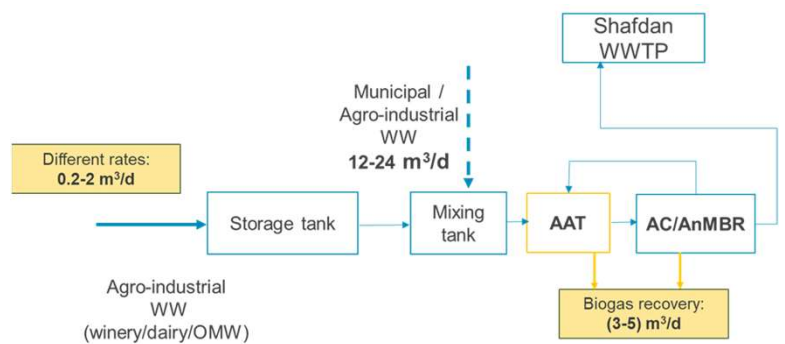 Shafdan
WWTP
Municipal /
Agro-industrial
WW
12-24 m³/d
Different rates:
0.2-2 m³/d
Storage tank
Mixing
tank
AAT
AC/AnMBR
Agro-industrial
WW
(winery/dairy/OMW)
Biogas recovery:
(3-5) m³/d